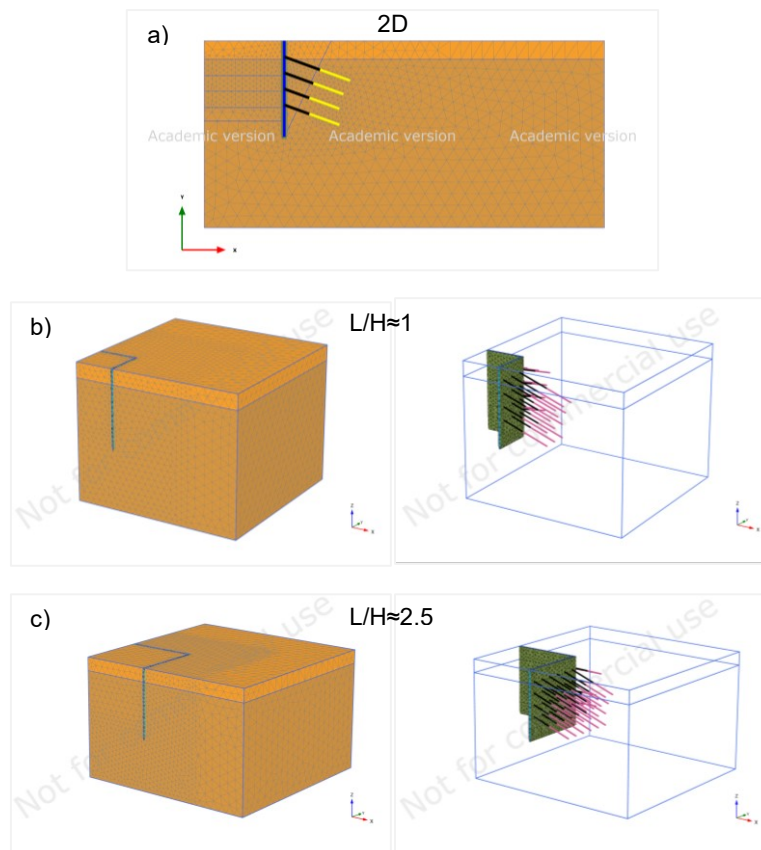 a)
2D
Academic version Academic version Academic version
Y
X
b)
L/H≈1
Not for commercial use
Not for commercial use
Z
Y
X
Z
Y
X
c)
L/H≈2.5
Not for commercial use
Not for commercial use
Z
Y
X
Z
Y
X